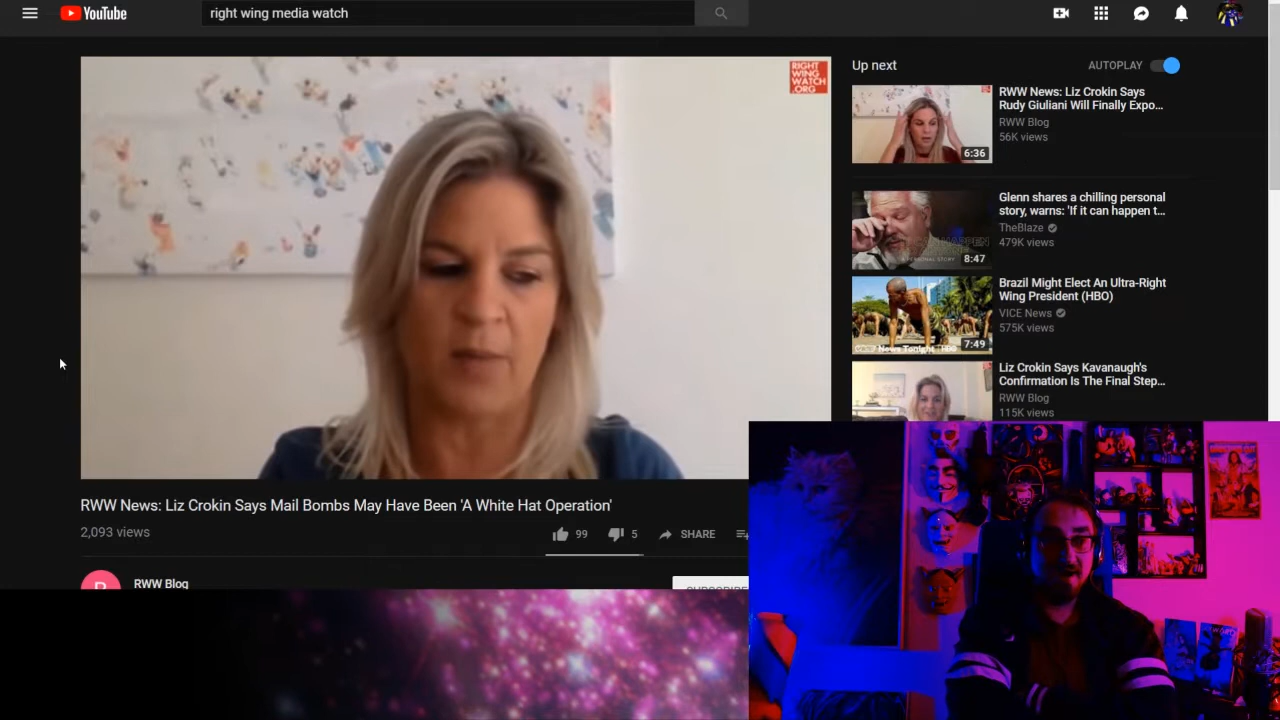 YouTube
right wing media watch
RIGHT
WING
WATCH
.ORG
Up next
AUTOPLAY
RWW News: Liz Crokin Says
Rudy Giuliani Will Finally Expo...
RWW Blog
56K views
6:36
Glenn shares a chilling personal
story, warns: 'If it can happen t...
TheBlaze
479K views
8:47
Brazil Might Elect An Ultra-Right
Wing President (HBO)
VICE News
575K views
News Tonight HBO
7:49
Liz Crokin Says Kavanaugh's
Confirmation Is The Final Step...
RWW Blog
115K views
RWW News: Liz Crokin Says Mail Bombs May Have Been 'A White Hat Operation'
2,093 views
99
5
SHARE
RWW Blog